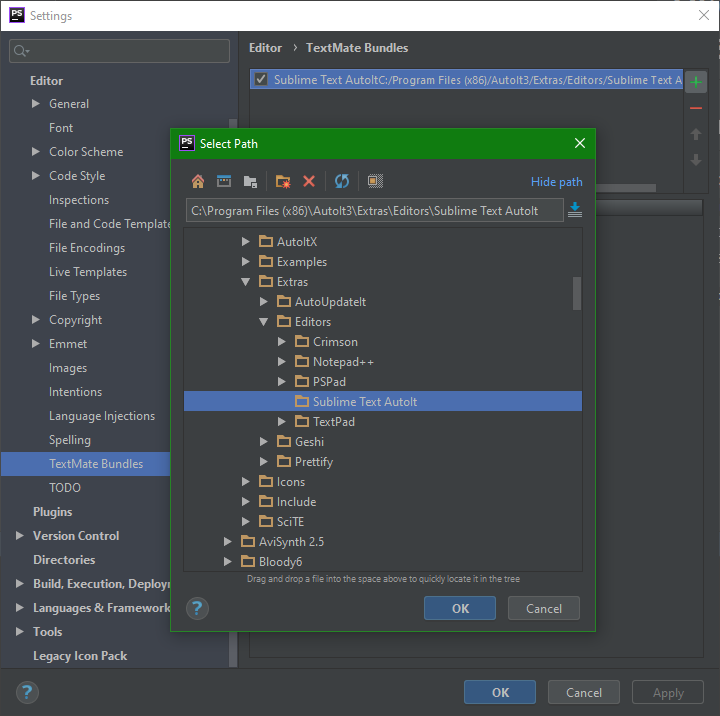 PS Settings
Editor › TextMate Bundles
Editor
General
Font
Color Scheme
Code Style
Inspections
File and Code Template
File Encodings
Live Templates
File Types
Copyright
Emmet
Images
Intentions
Language Injections
Spelling
TextMate Bundles
TODO
Plugins
Version Control
Directories
Build, Execution, Deployn
Languages & Framework
Tools
Legacy Icon Pack
Sublime Text AutoItC:/Program Files (x86)/AutoIt3/Extras/Editors/Sublime Text A
PS Select Path
Hide path
C:\Program Files (x86)\AutoIt3\Extras\Editors\Sublime Text AutoIt
AutoItX
Examples
Extras
AutoUpdateIt
Editors
Crimson
Notepad++
PSPad
Sublime Text AutoIt
TextPad
Geshi
Prettify
Icons
Include
SciTE
AviSynth 2.5
Bloody6
Drag and drop a file into the space above to quickly locate it in the tree
? OK Cancel
? OK Cancel Apply